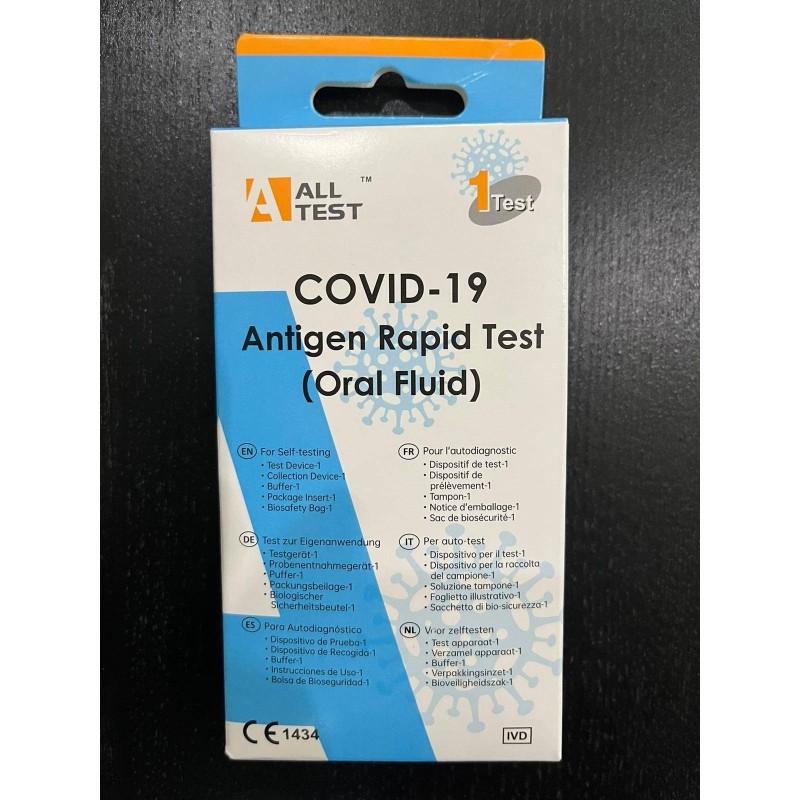 ALL
TEST
™
1 Test
COVID-19
Antigen Rapid Test
(Oral Fluid)
EN For Self-testing
• Test Device-1
• Collection Device-1
• Buffer-1
• Package Insert-1
• Biosafety Bag-1
FR Pour l'autodiagnostic
• Dispositif de test-1
• Dispositif de
prélèvement-1
• Tampon-1
• Notice d'emballage-1
• Sac de biosécurité-1
DE Test zur Eigenanwendung
• Testgerät-1
• Probenentnahmegerät-1
• Puffer-1
• Packungsbeilage-1
• Biologischer
Sicherheitsbeutel-1
IT Per auto-test
• Dispositivo per il test-1
• Dispositivo per la raccolta
del campione-1
• Soluzione tampone-1
• Foglietto illustrativo-1
• Sacchetto di bio-sicurezza-1
ES Para Autodiagnóstico
• Dispositivo de Prueba-1
• Dispositivo de Recogida-1
• Buffer-1
• Instrucciones de Uso-1
• Bolsa de Bioseguridad-1
NL Voor zelftesten
• Test apparaat-1
• Verzamel apparaat-1
• Buffer-1
• Verpakkingsinzet-1
• Bioveiligheidszak-1
CE 1434
IVD